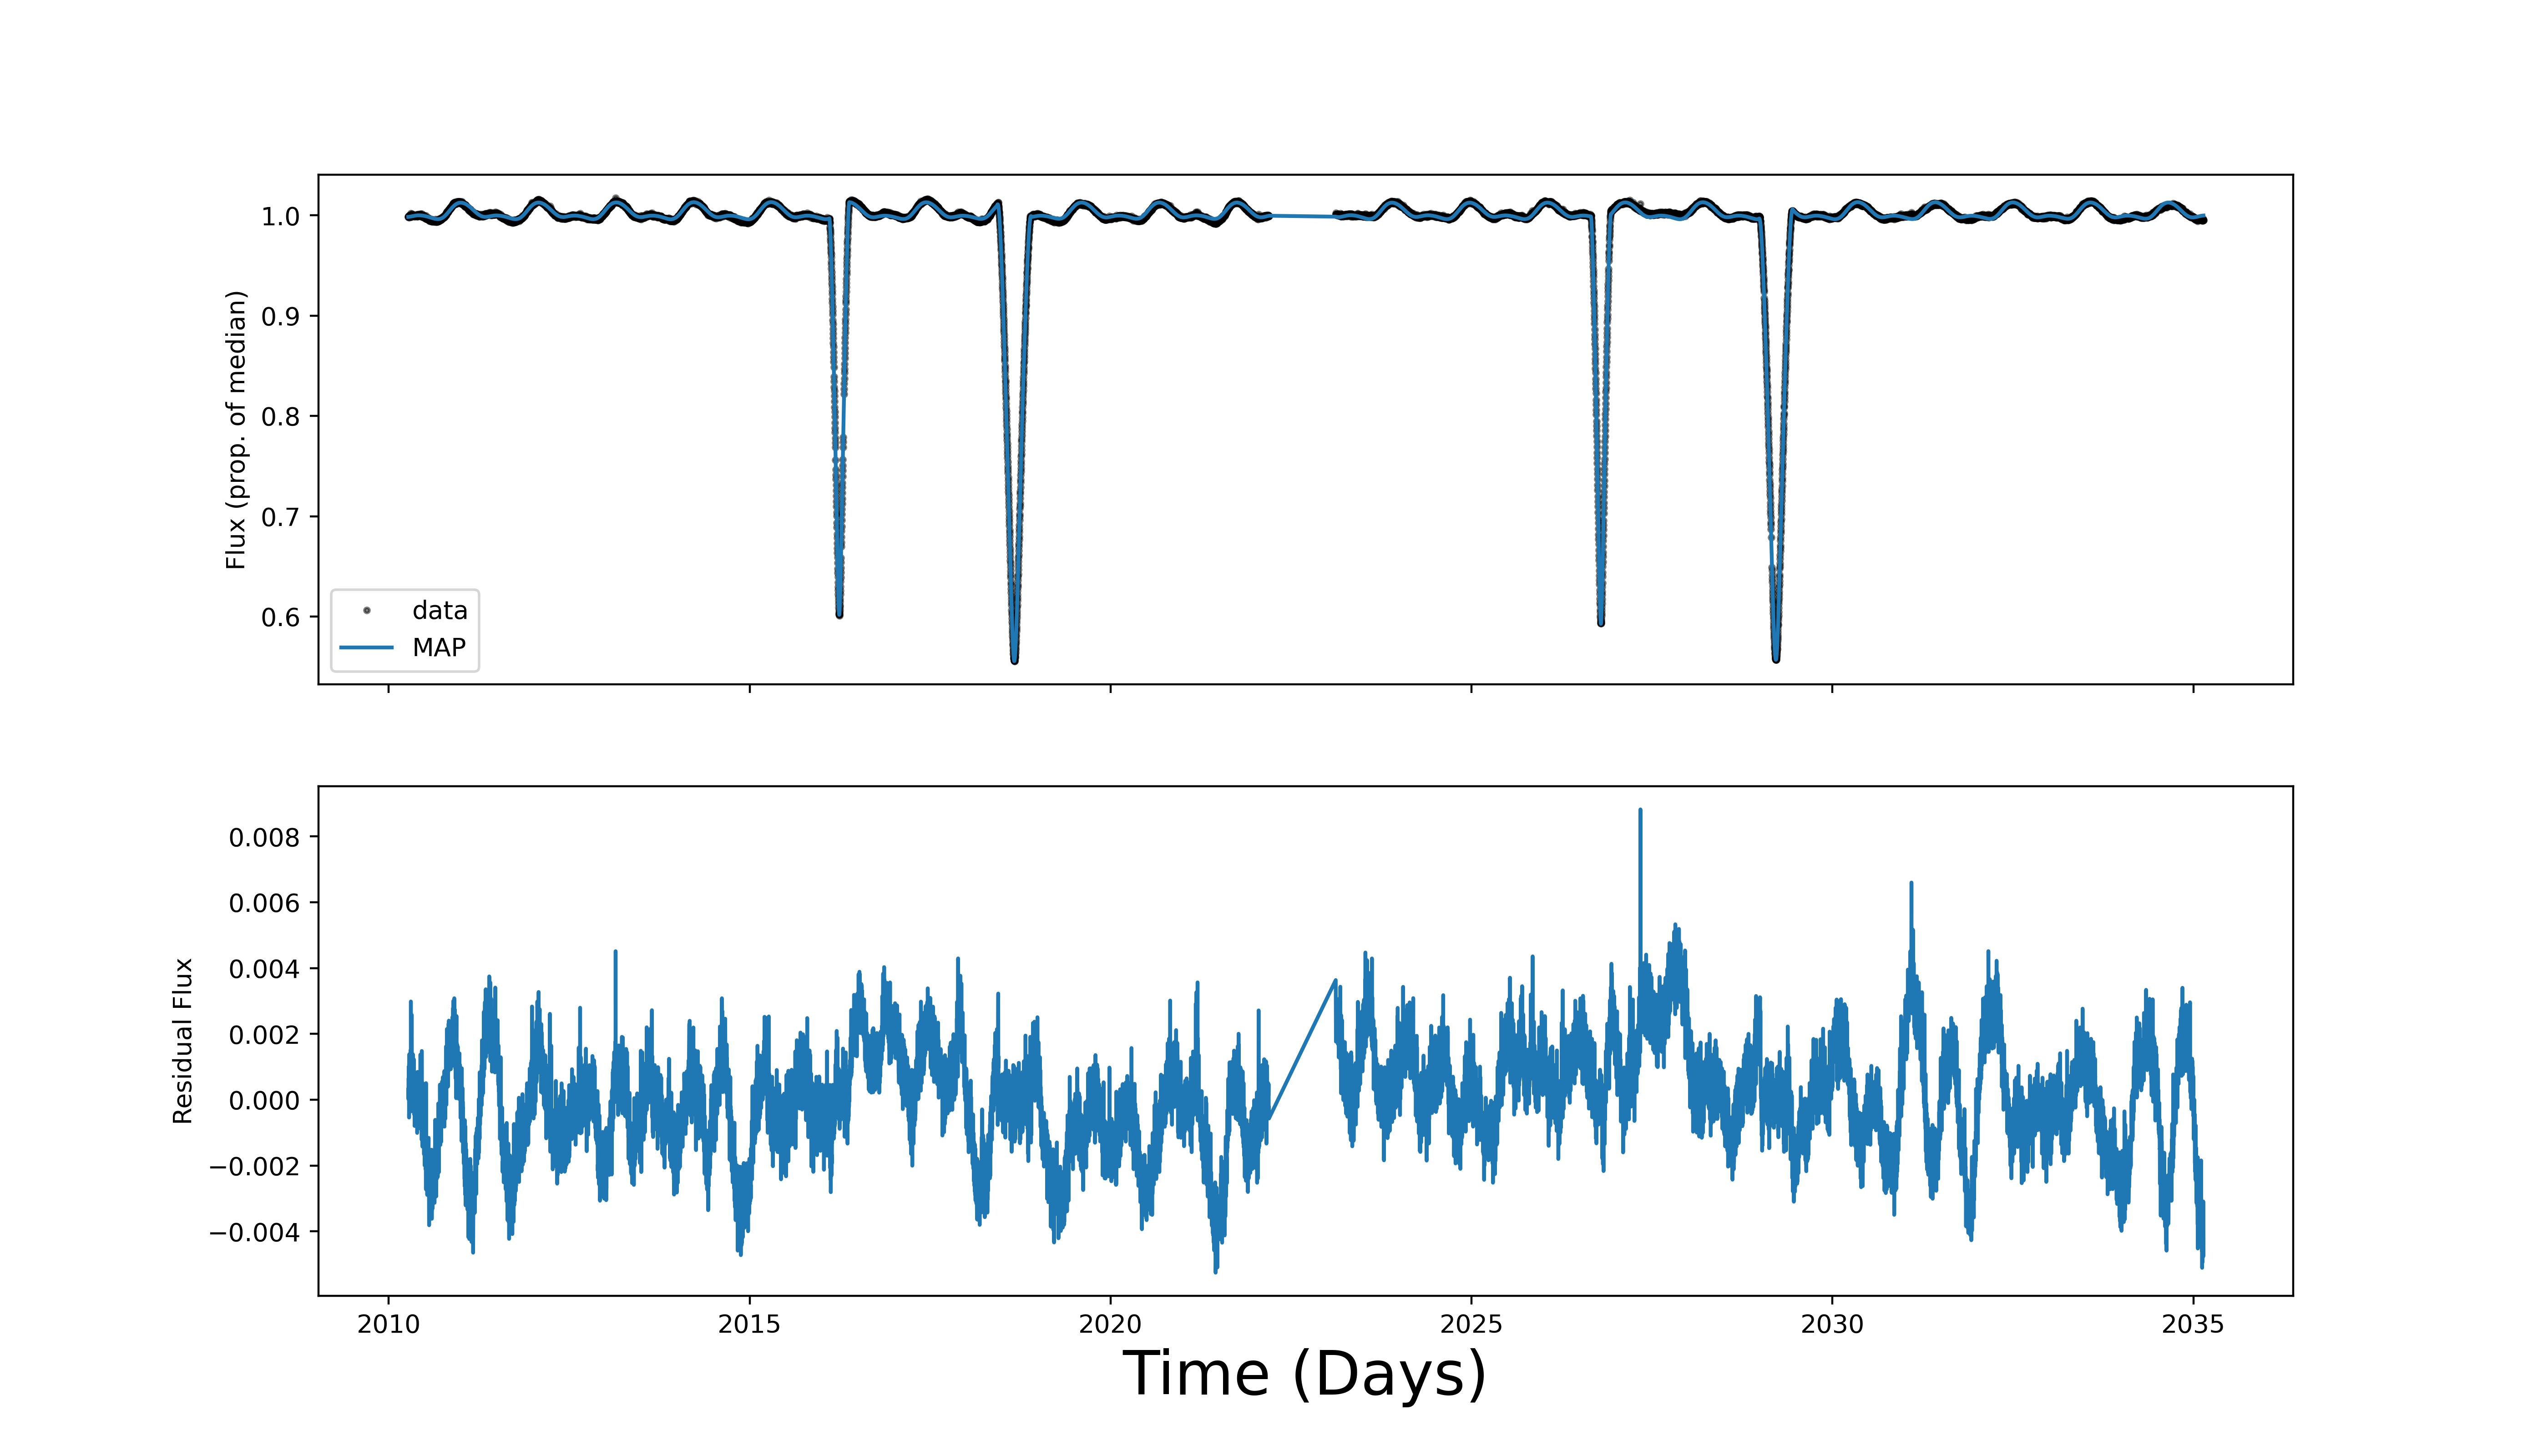 1.0
0.9
0.8
0.7
0.6
Flux (prop. of median)
data
MAP
0.008
0.006
0.004
0.002
0.000
−0.002
−0.004
Residual Flux
2010 2015 2020 2025 2030 2035
Time (Days)